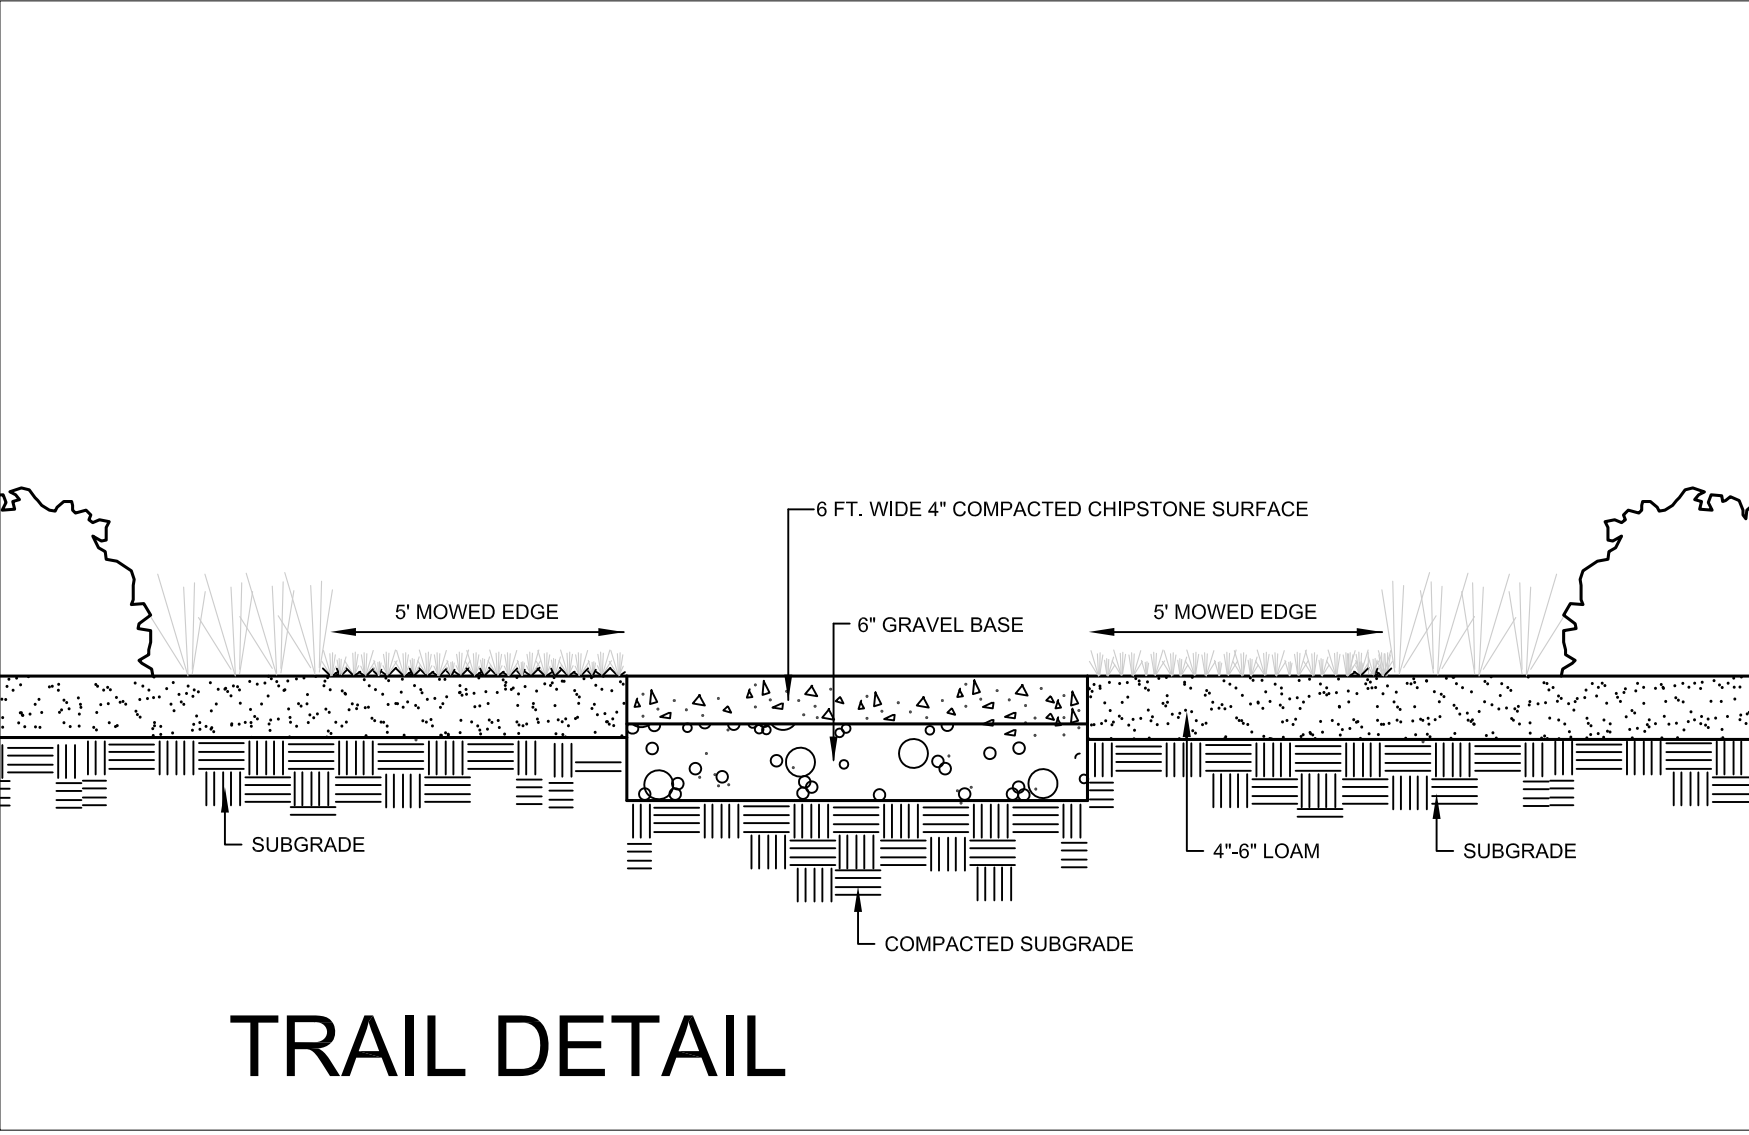 6 FT. WIDE 4" COMPACTED CHIPSTONE SURFACE
5' MOWED EDGE
6" GRAVEL BASE
5' MOWED EDGE
SUBGRADE
4"-6" LOAM
SUBGRADE
COMPACTED SUBGRADE
TRAIL DETAIL